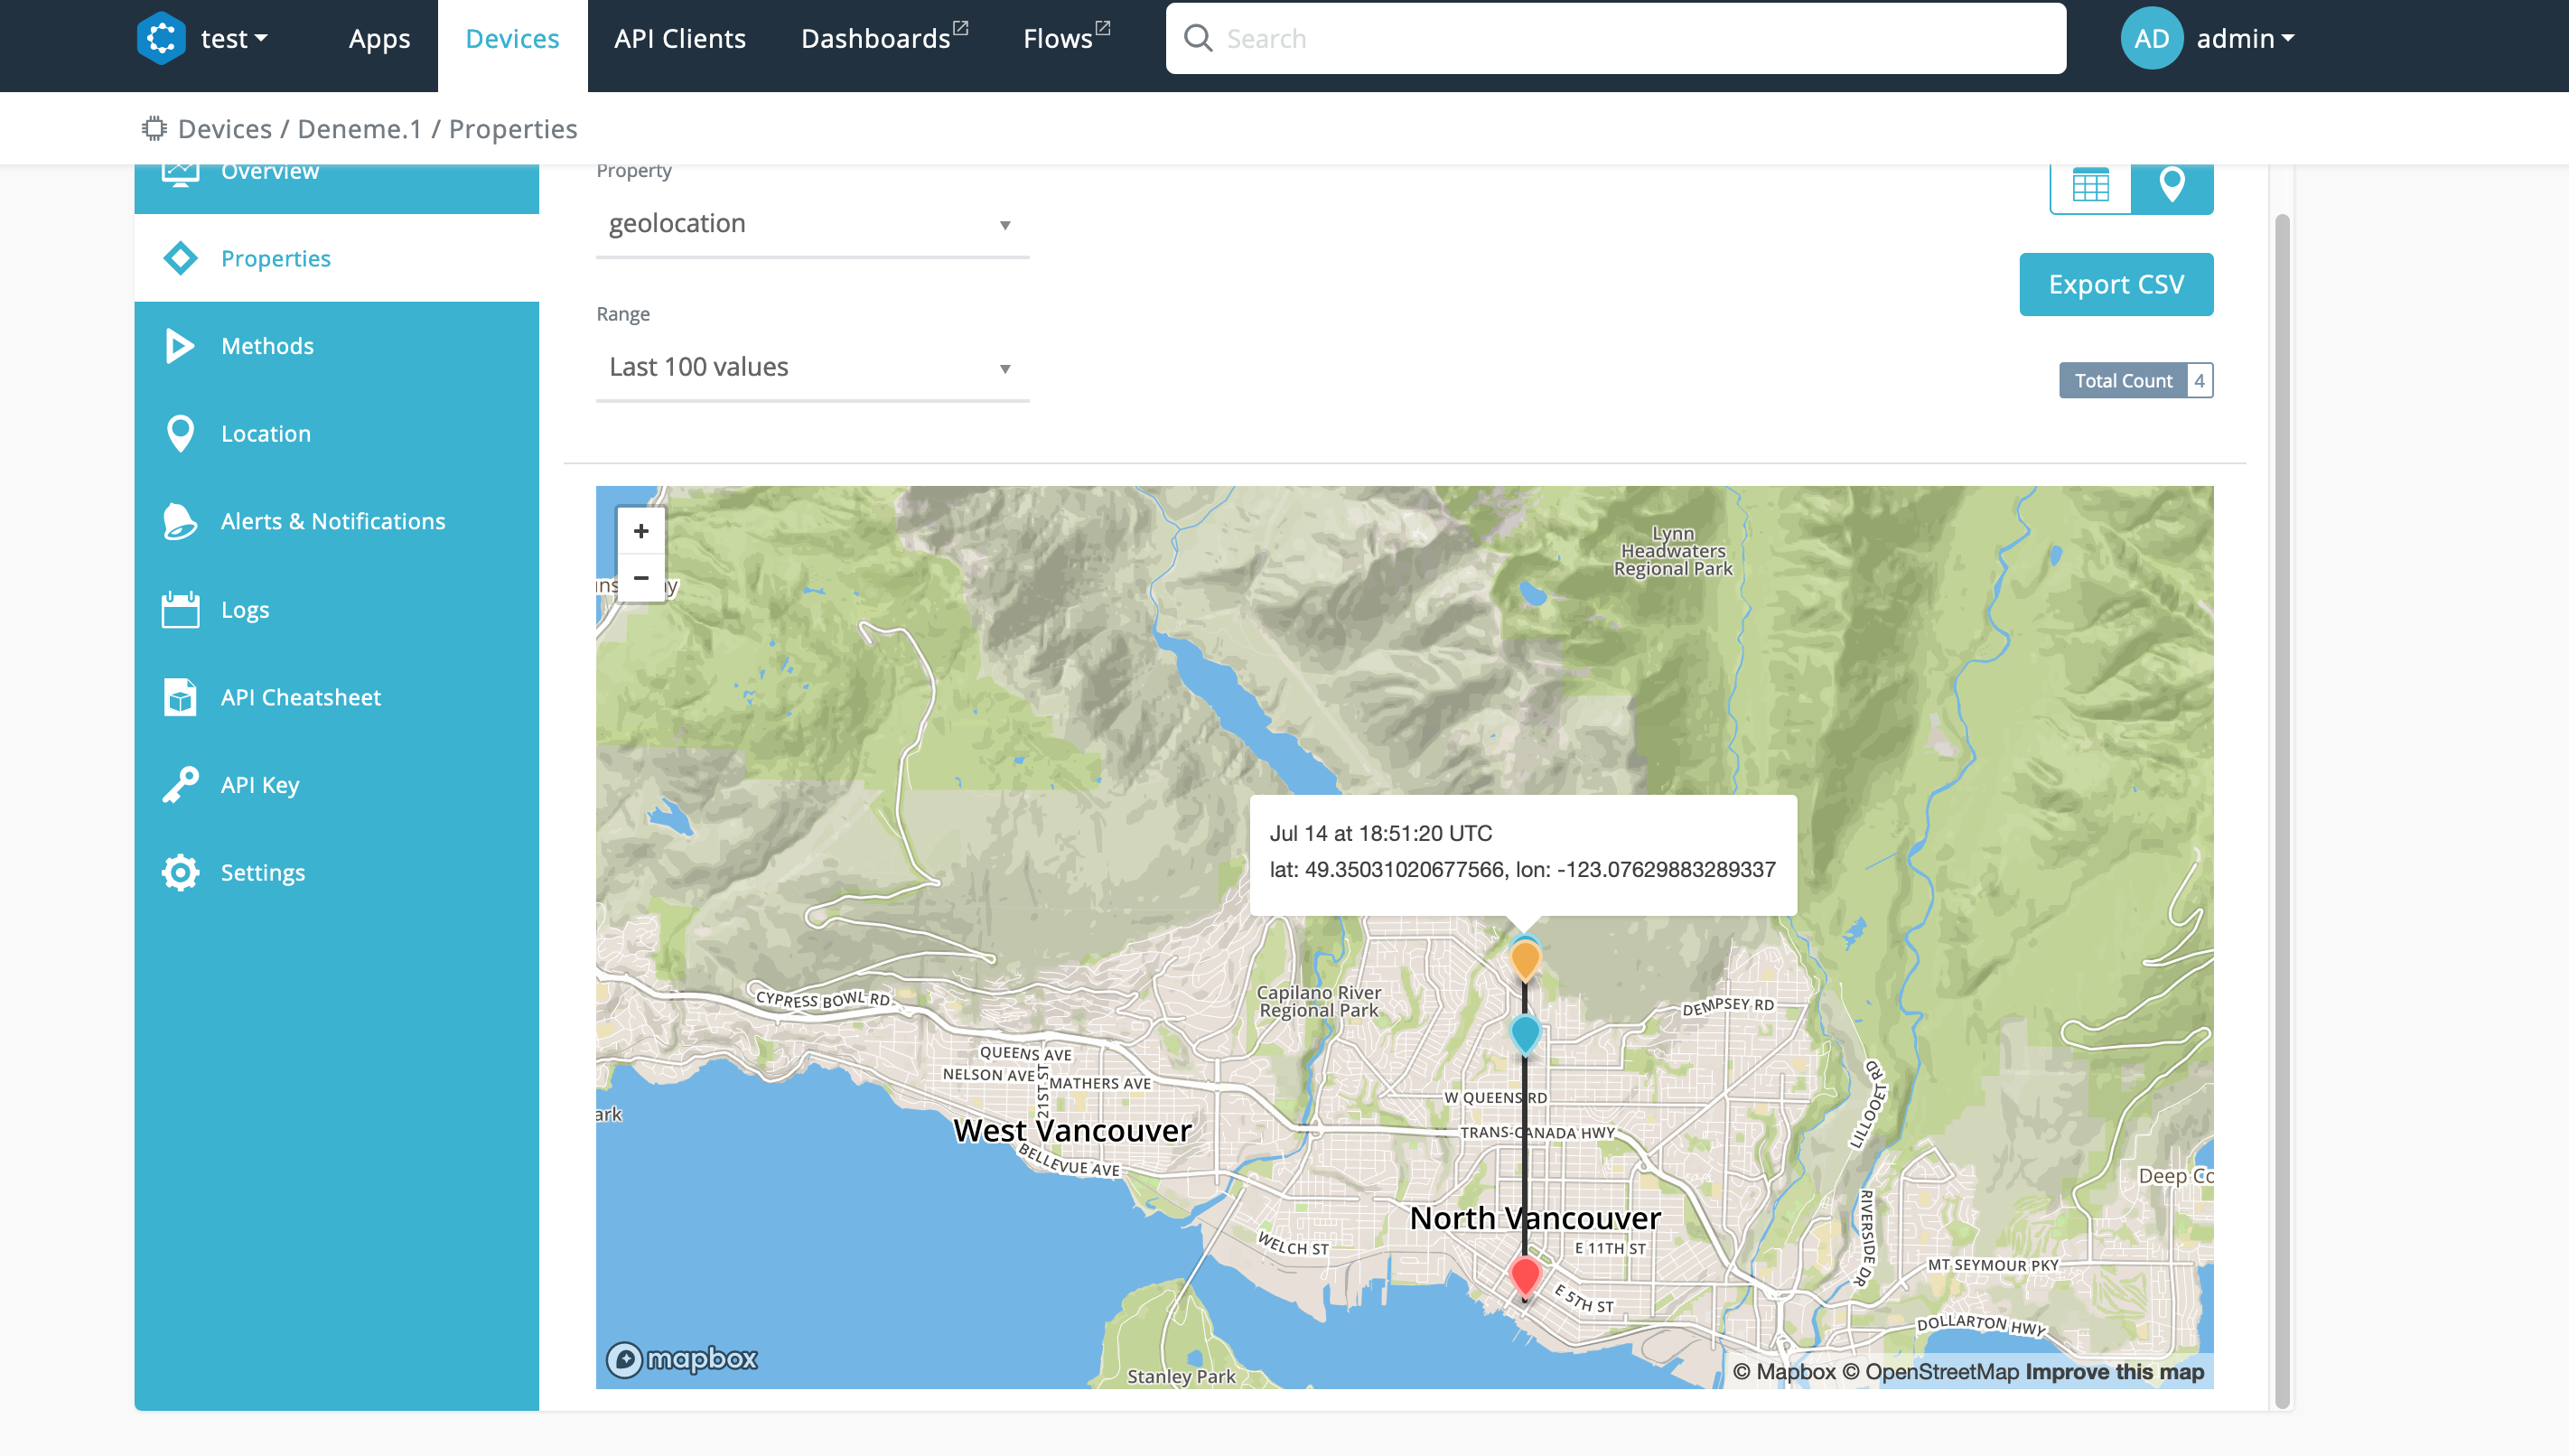 test
Apps
Devices
API Clients
Dashboards
Flows
Search
AD
admin
Devices / Deneme.1 / Properties
Overview
Properties
Methods
Location
Alerts & Notifications
Logs
API Cheatsheet
API Key
Settings
Property
geolocation
Range
Last 100 values
Export CSV
Total Count 4
+
−
Lynn
Headwaters
Regional Park
Jul 14 at 18:51:20 UTC
lat: 49.35031020677566, lon: -123.07629883289337
CYPRESS BOWL RD
Capilano River
Regional Park
DEMPSEY RD
QUEENS AVE
NELSON AVE
MATHERS AVE
21ST ST
W QUEENS RD
LILLOOET RD
ark
West Vancouver
TRANS-CANADA HWY
BELLEVUE AVE
Deep Co
North Vancouver
RIVERSIDE DR
WELCH ST
E 11TH ST
MT SEYMOUR PKY
E 5TH ST
DOLLARTON HWY
mapbox
Stanley Park
© Mapbox © OpenStreetMap Improve this map